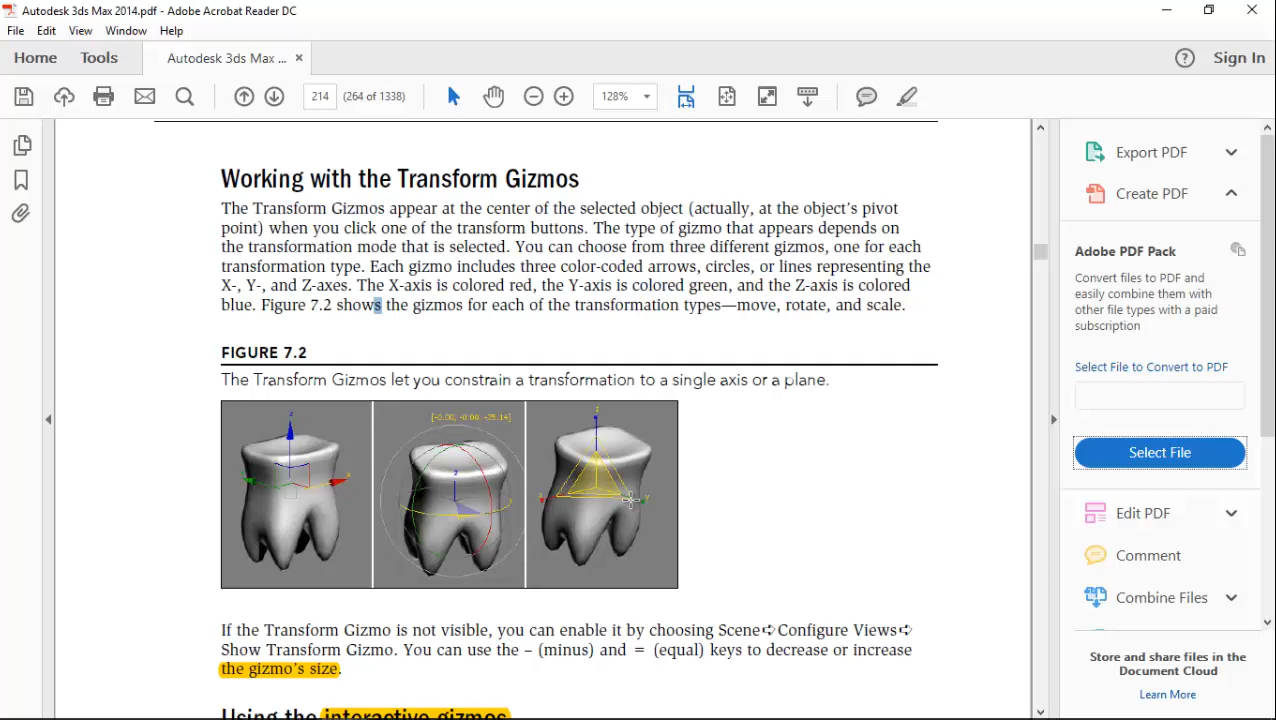 Autodesk 3ds Max 2014.pdf - Adobe Acrobat Reader DC
File Edit View Window Help
Home Tools Autodesk 3ds Max ... × ? Sign In
214 (264 of 1338) 128%
Working with the Transform Gizmos
The Transform Gizmos appear at the center of the selected object (actually, at the object's pivot
point) when you click one of the transform buttons. The type of gizmo that appears depends on
the transformation mode that is selected. You can choose from three different gizmos, one for each
transformation type. Each gizmo includes three color-coded arrows, circles, or lines representing the
X-, Y-, and Z-axes. The X-axis is colored red, the Y-axis is colored green, and the Z-axis is colored
blue. Figure 7.2 shows the gizmos for each of the transformation types—move, rotate, and scale.
FIGURE 7.2
The Transform Gizmos let you constrain a transformation to a single axis or a plane.
[-0.00, -0.00 -25.14]
z
x
z
z
x
y
If the Transform Gizmo is not visible, you can enable it by choosing Scene➪Configure Views➪
Show Transform Gizmo. You can use the – (minus) and = (equal) keys to decrease or increase
the gizmo's size.
Using the interactive gizmos
Export PDF
Create PDF
Adobe PDF Pack
Convert files to PDF and
easily combine them with
other file types with a paid
subscription
Select File to Convert to PDF
Select File
Edit PDF
Comment
Combine Files
Store and share files in the
Document Cloud
Learn More